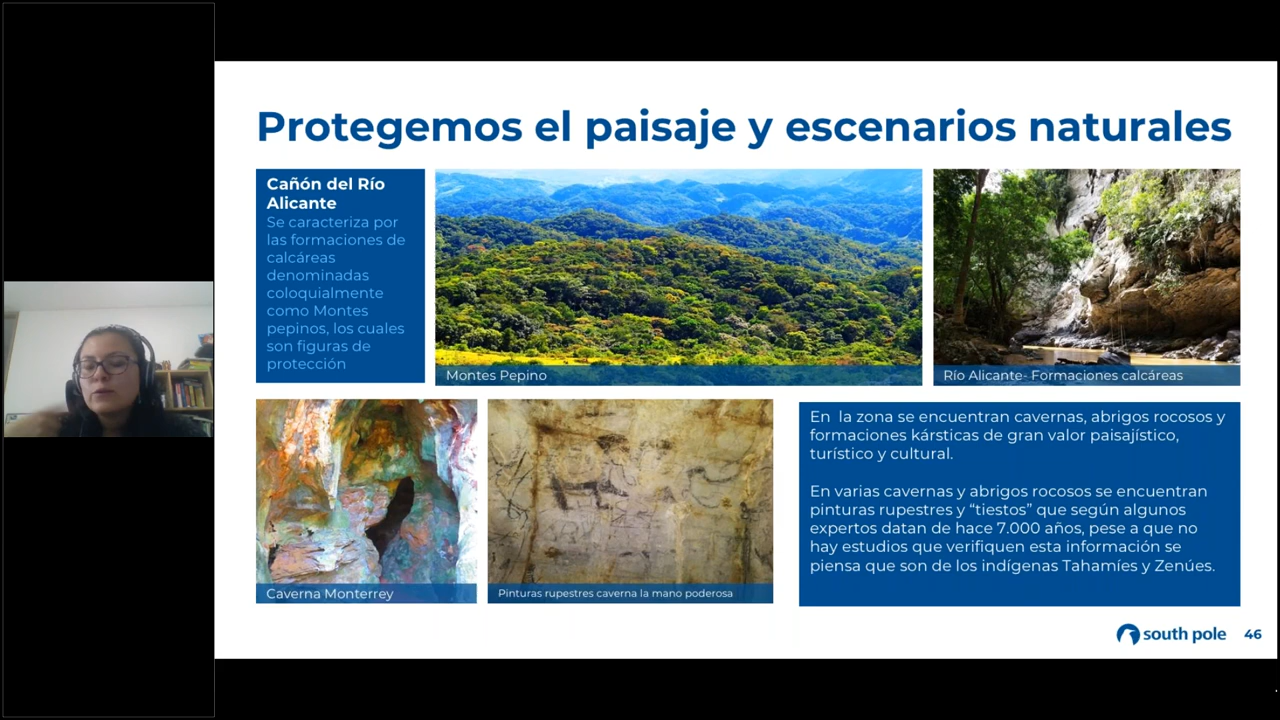 Protegemos el paisaje y escenarios naturales
Cañón del Río
Alicante
Se caracteriza por
las formaciones de
calcáreas
denominadas
coloquialmente
como Montes
pepinos, los cuales
son figuras de
protección
Montes Pepino
Río Alicante- Formaciones calcáreas
Caverna Monterrey
Pinturas rupestres caverna la mano poderosa
En  la zona se encuentran cavernas, abrigos rocosos y
formaciones kársticas de gran valor paisajístico,
turístico y cultural.
En varias cavernas y abrigos rocosos se encuentran
pinturas rupestres y “tiestos” que según algunos
expertos datan de hace 7.000 años, pese a que no
hay estudios que verifiquen esta información se
piensa que son de los indígenas Tahamíes y Zenúes.
south pole
46